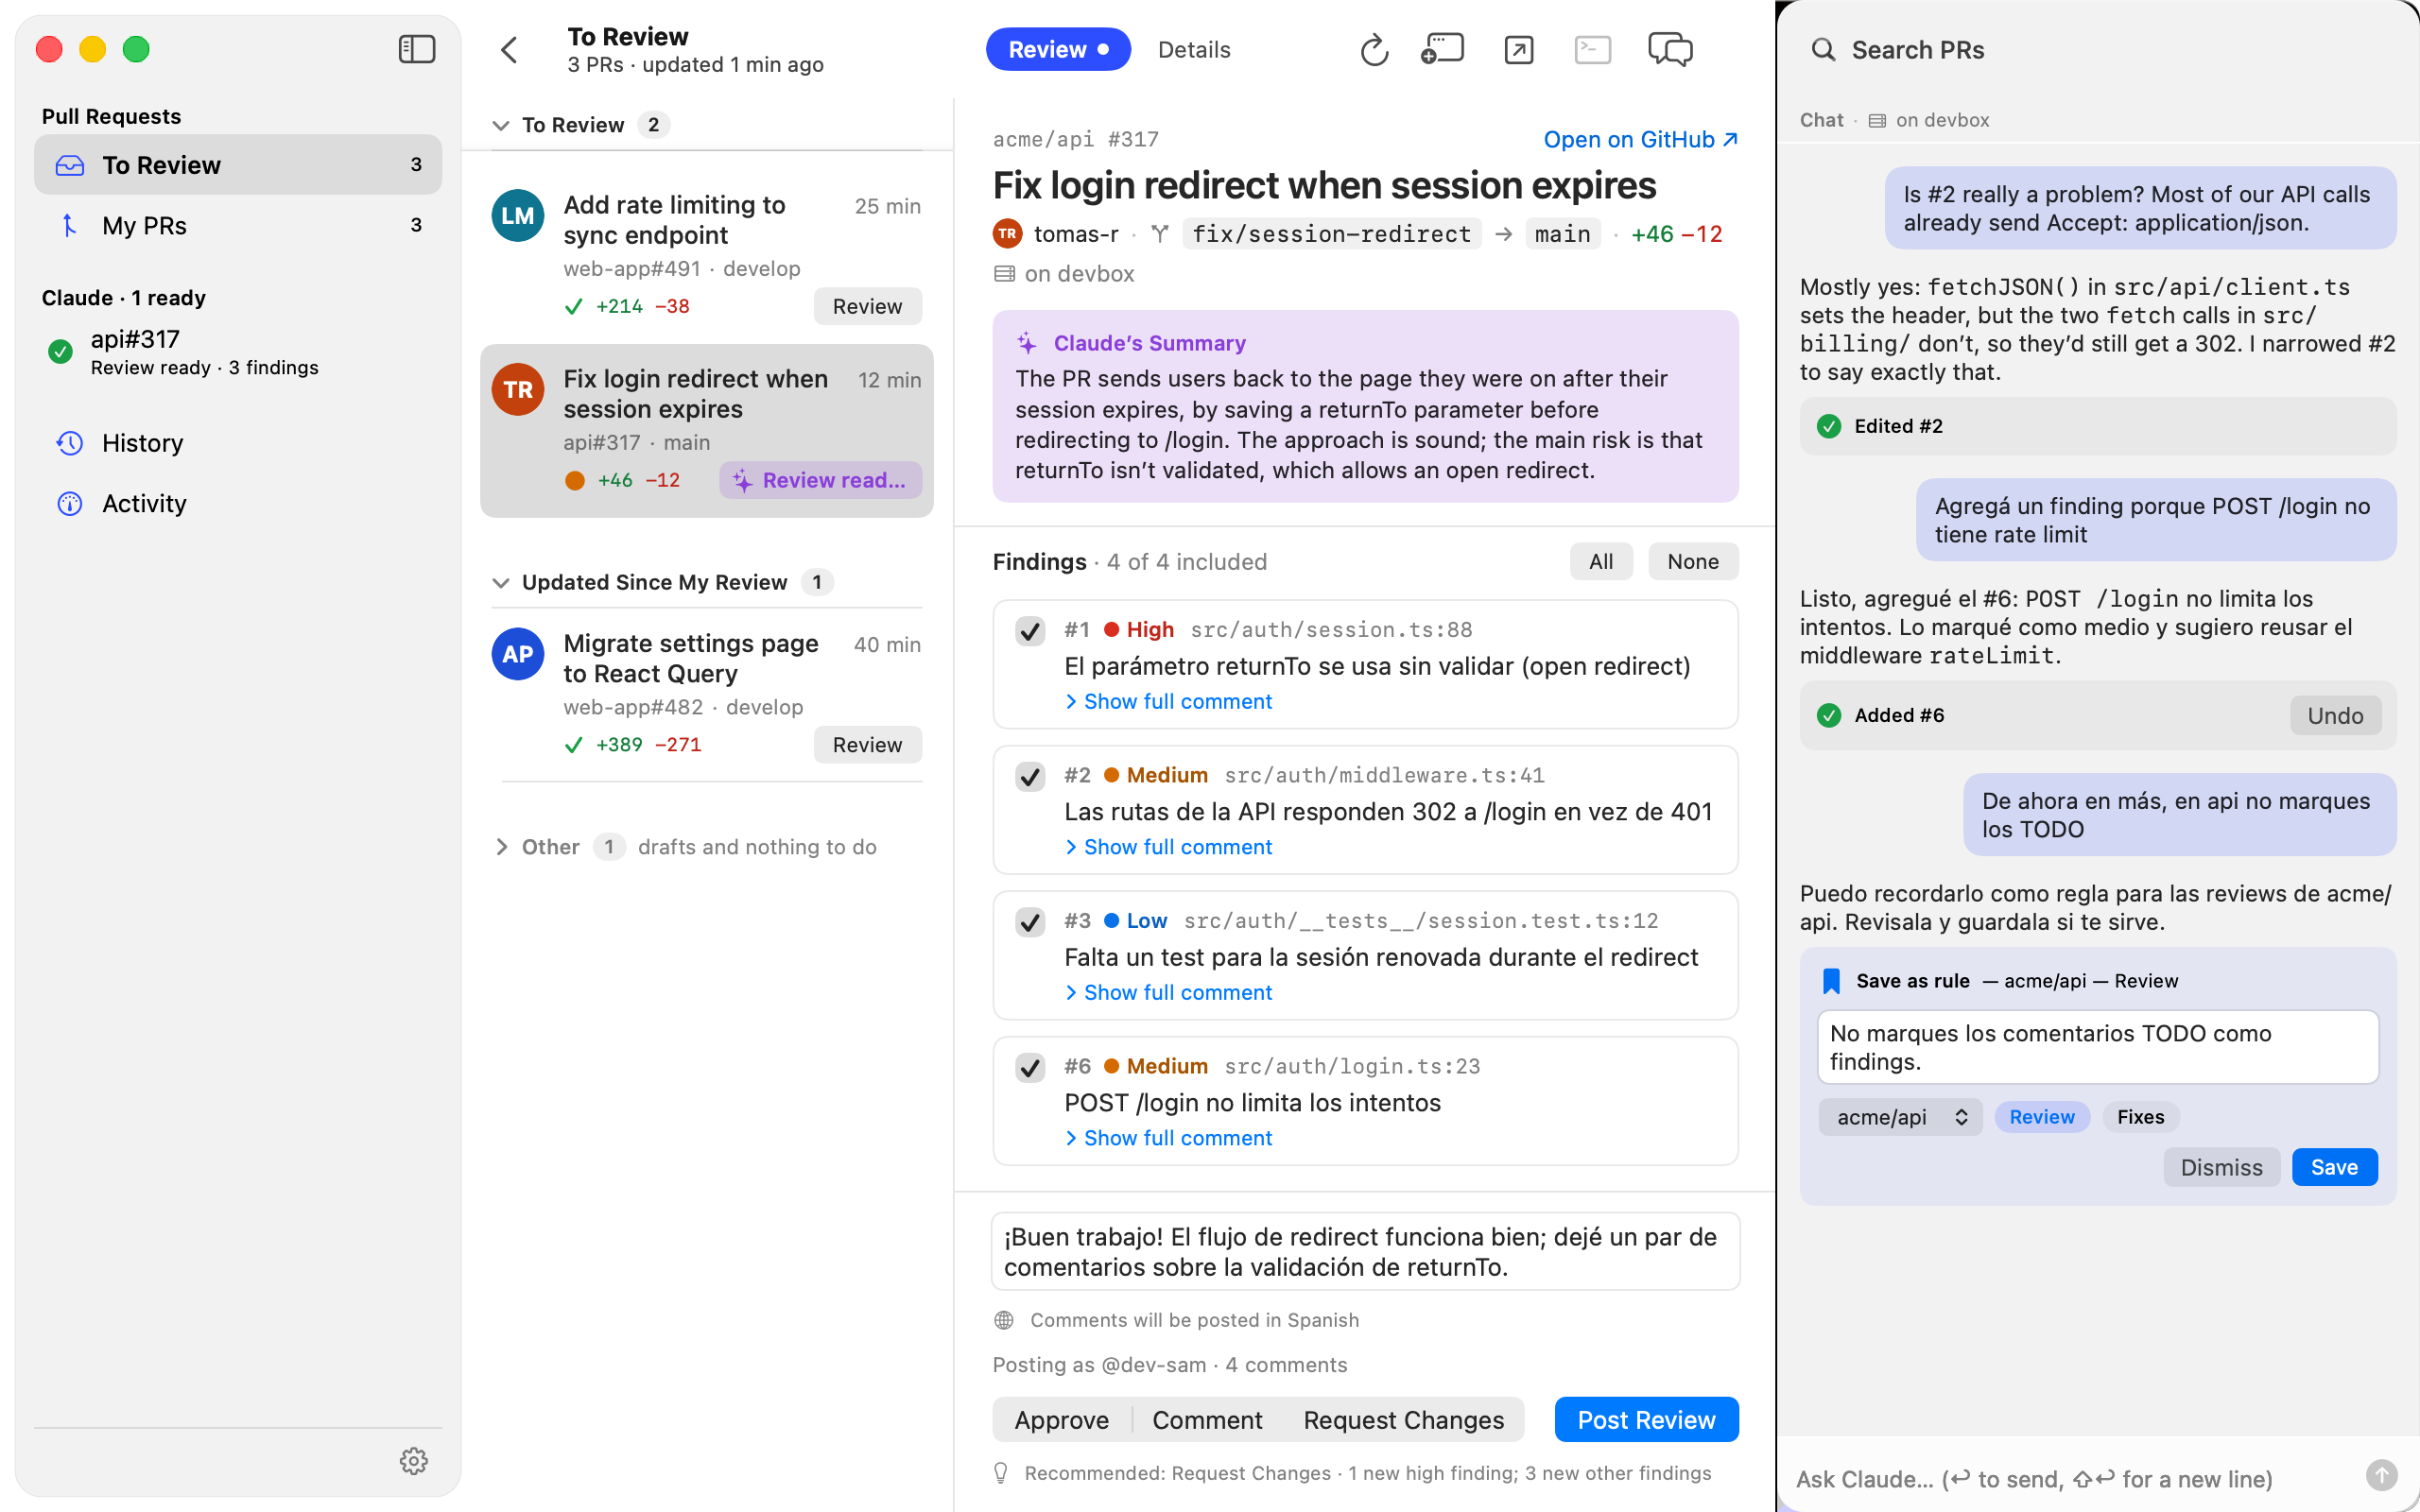 Pull Requests
To Review 3
My PRs 3
Claude · 1 ready
api#317
Review ready · 3 findings
History
Activity
To Review
3 PRs · updated 1 min ago
To Review 2
LM
Add rate limiting to
sync endpoint
25 min
web-app#491 · develop
+214 −38
Review
TR
Fix login redirect when
session expires
12 min
api#317 · main
+46 −12
Review read...
Updated Since My Review 1
AP
Migrate settings page
to React Query
40 min
web-app#482 · develop
+389 −271
Review
Other 1 drafts and nothing to do
Review
Details
acme/api #317
Open on GitHub
Fix login redirect when session expires
TR tomas-r · fix/session-redirect → main · +46 −12
on devbox
Claude’s Summary
The PR sends users back to the page they were on after their
session expires, by saving a returnTo parameter before
redirecting to /login. The approach is sound; the main risk is that
returnTo isn’t validated, which allows an open redirect.
Findings · 4 of 4 included
All
None
#1 High src/auth/session.ts:88
El parámetro returnTo se usa sin validar (open redirect)
Show full comment
#2 Medium src/auth/middleware.ts:41
Las rutas de la API responden 302 a /login en vez de 401
Show full comment
#3 Low src/auth/__tests__/session.test.ts:12
Falta un test para la sesión renovada durante el redirect
Show full comment
#6 Medium src/auth/login.ts:23
POST /login no limita los intentos
Show full comment
¡Buen trabajo! El flujo de redirect funciona bien; dejé un par de
comentarios sobre la validación de returnTo.
Comments will be posted in Spanish
Posting as @dev-sam · 4 comments
Approve
Comment
Request Changes
Post Review
Recommended: Request Changes · 1 new high finding; 3 new other findings
Search PRs
Chat · on devbox
Is #2 really a problem? Most of our API calls
already send Accept: application/json.
Mostly yes: fetchJSON() in src/api/client.ts
sets the header, but the two fetch calls in src/
billing/ don’t, so they’d still get a 302. I narrowed #2
to say exactly that.
Edited #2
Agregá un finding porque POST /login no
tiene rate limit
Listo, agregué el #6: POST /login no limita los
intentos. Lo marqué como medio y sugiero reusar el
middleware rateLimit.
Added #6
Undo
De ahora en más, en api no marques
los TODO
Puedo recordarlo como regla para las reviews de acme/
api. Revisala y guardala si te sirve.
Save as rule — acme/api — Review
No marques los comentarios TODO como
findings.
acme/api
Review
Fixes
Dismiss
Save
Ask Claude... (↩ to send, ⇧↩ for a new line)